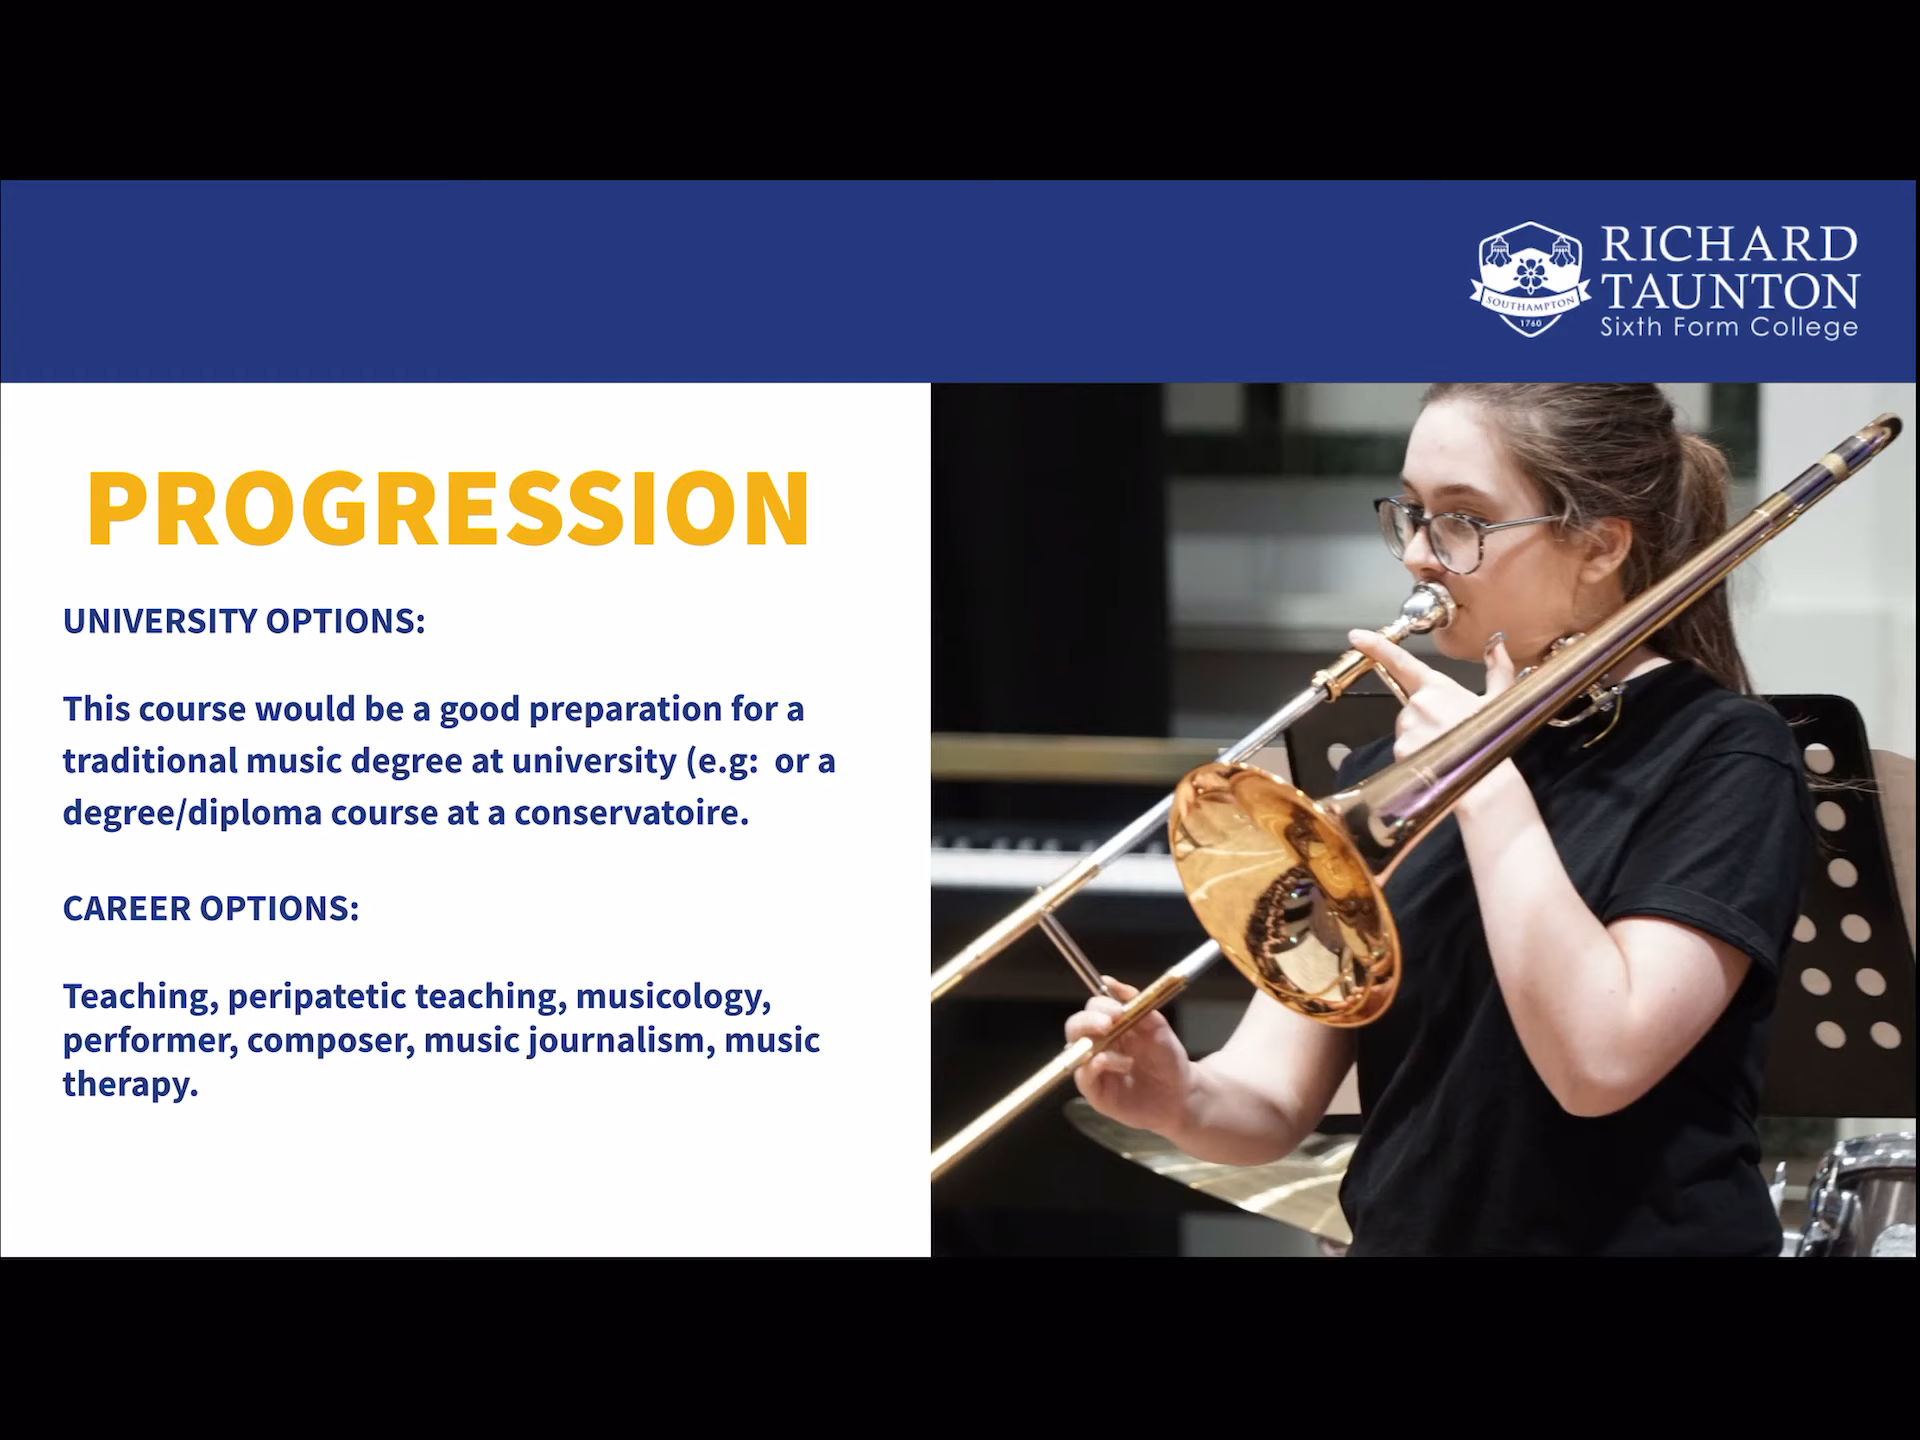 RICHARD
TAUNTON
Sixth Form College
SOUTHAMPTON
1760
PROGRESSION
UNIVERSITY OPTIONS:
This course would be a good preparation for a
traditional music degree at university (e.g:  or a
degree/diploma course at a conservatoire.
CAREER OPTIONS:
Teaching, peripatetic teaching, musicology,
performer, composer, music journalism, music
therapy.